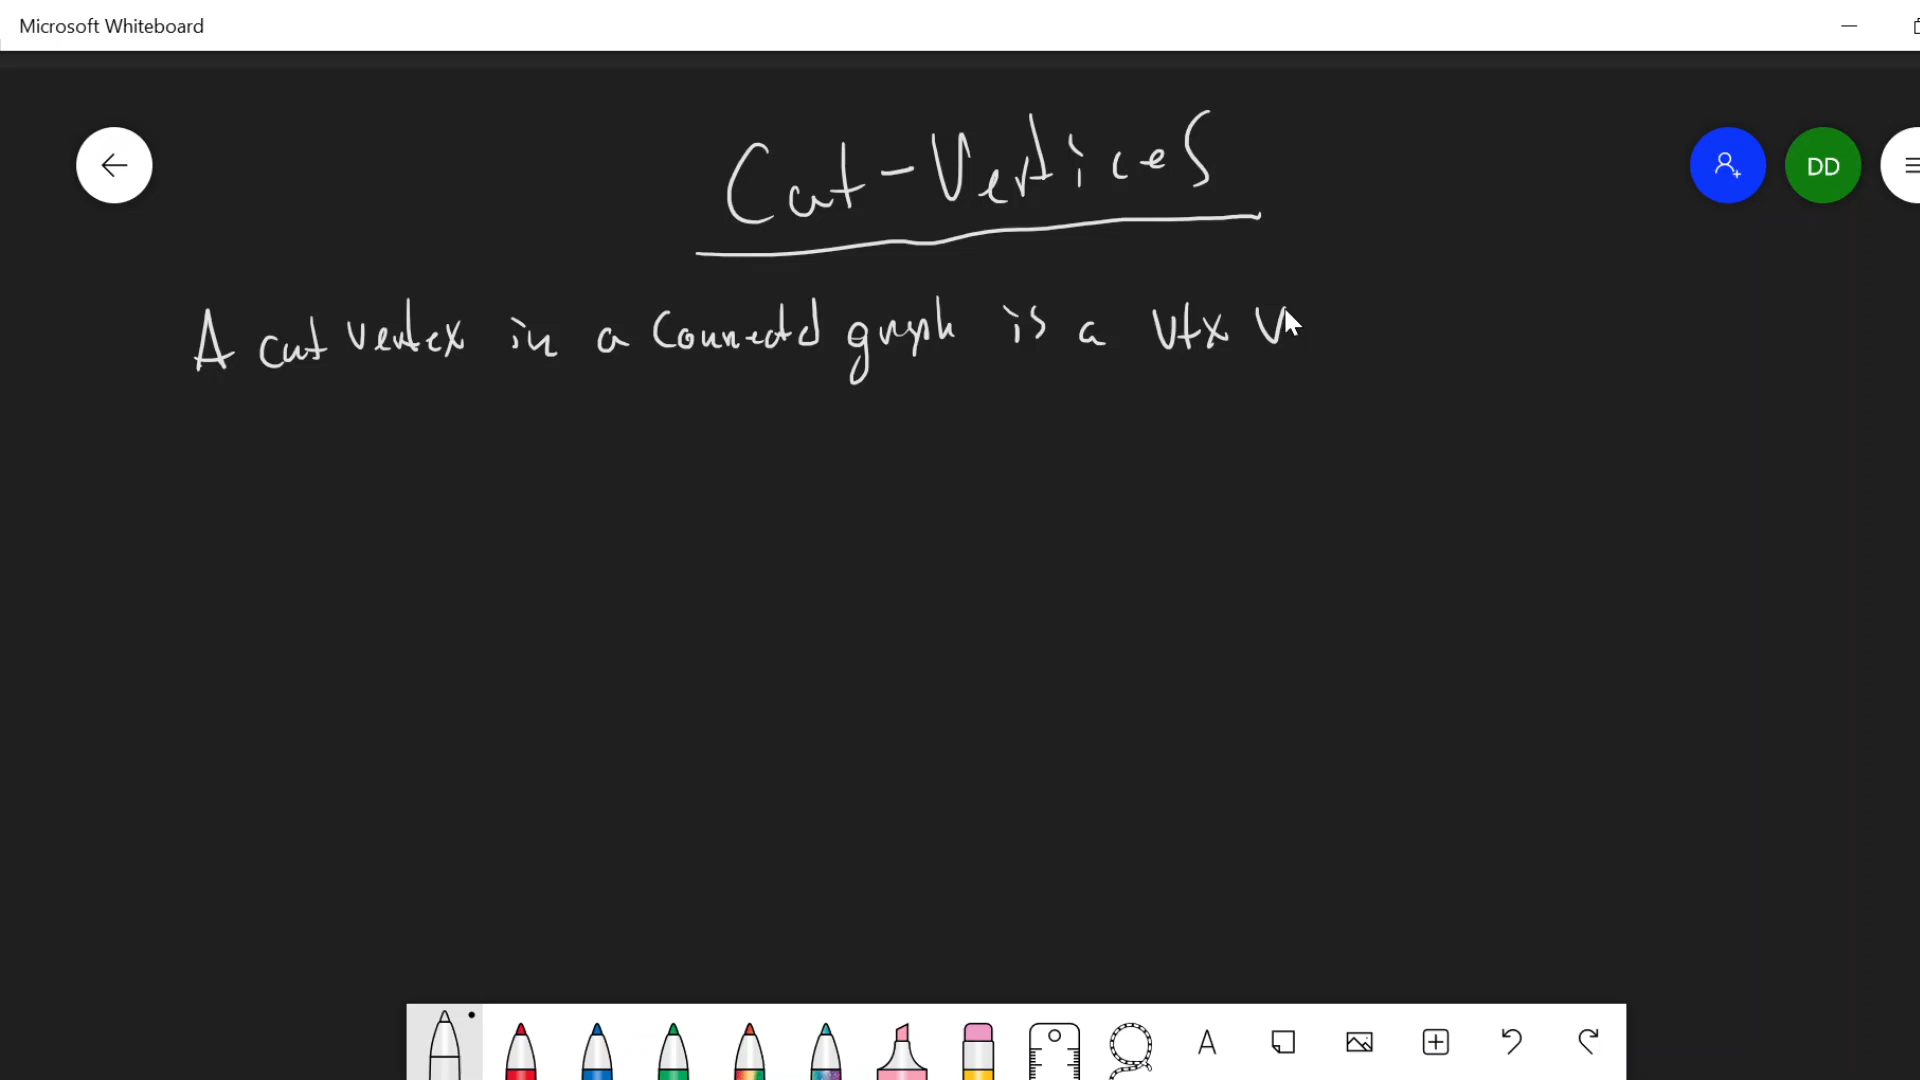 Microsoft Whiteboard
Cut-Vertices
DD
A cut vertex in a connected graph is a vtx v
A